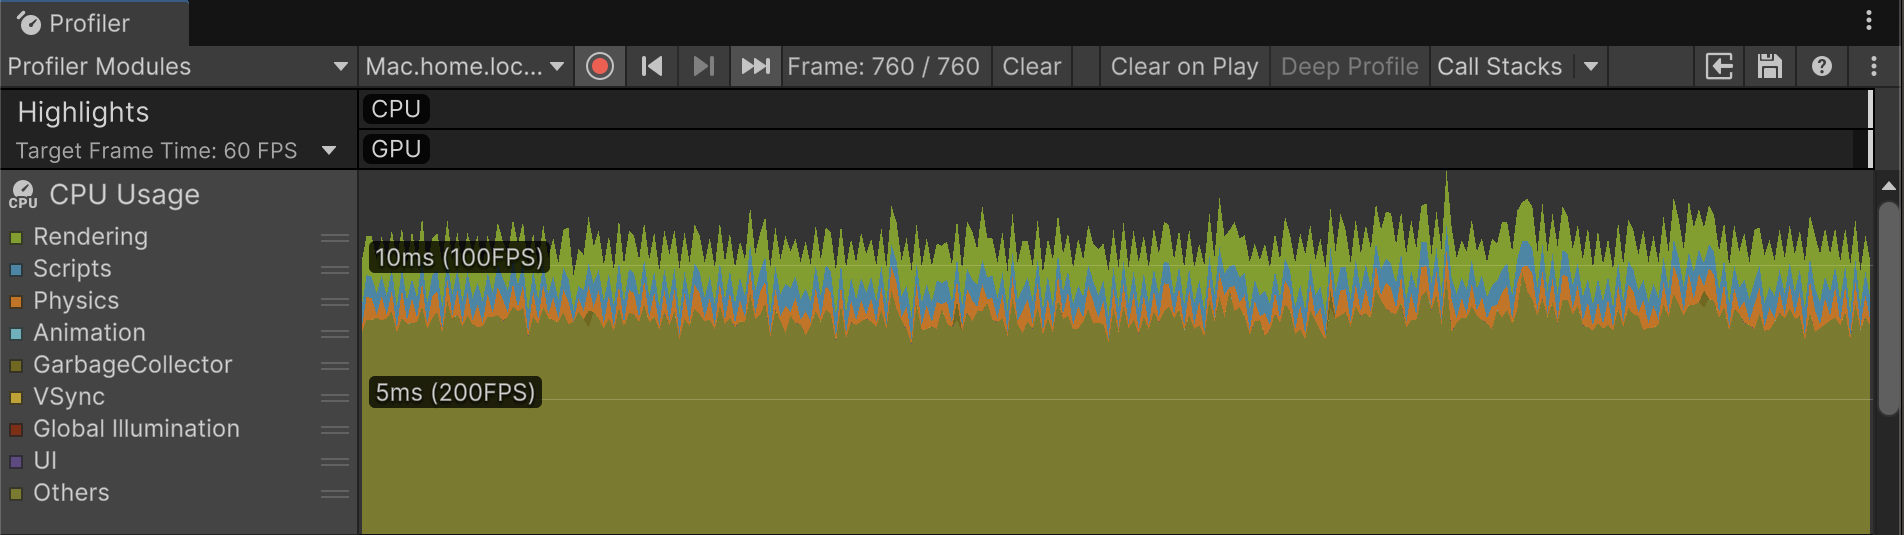 Profiler
Profiler Modules Mac.home.loc... Frame: 760 / 760 Clear Clear on Play Deep Profile Call Stacks
Highlights
CPU
Target Frame Time: 60 FPS
GPU
CPU CPU Usage
Rendering
Scripts
Physics
Animation
GarbageCollector
VSync
Global Illumination
UI
Others
10ms (100FPS)
5ms (200FPS)